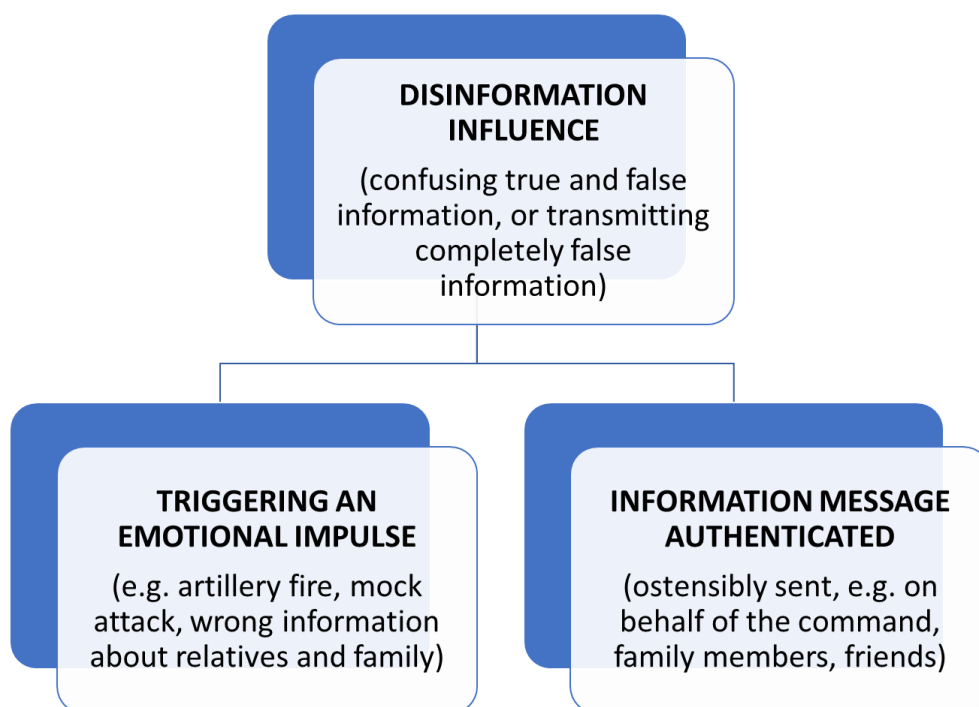 DISINFORMATION
INFLUENCE
(confusing true and false
information, or transmitting
completely false
information)
TRIGGERING AN
EMOTIONAL IMPULSE
(e.g. artillery fire, mock
attack, wrong information
about relatives and family)
INFORMATION MESSAGE
AUTHENTICATED
(ostensibly sent, e.g. on
behalf of the command,
family members, friends)